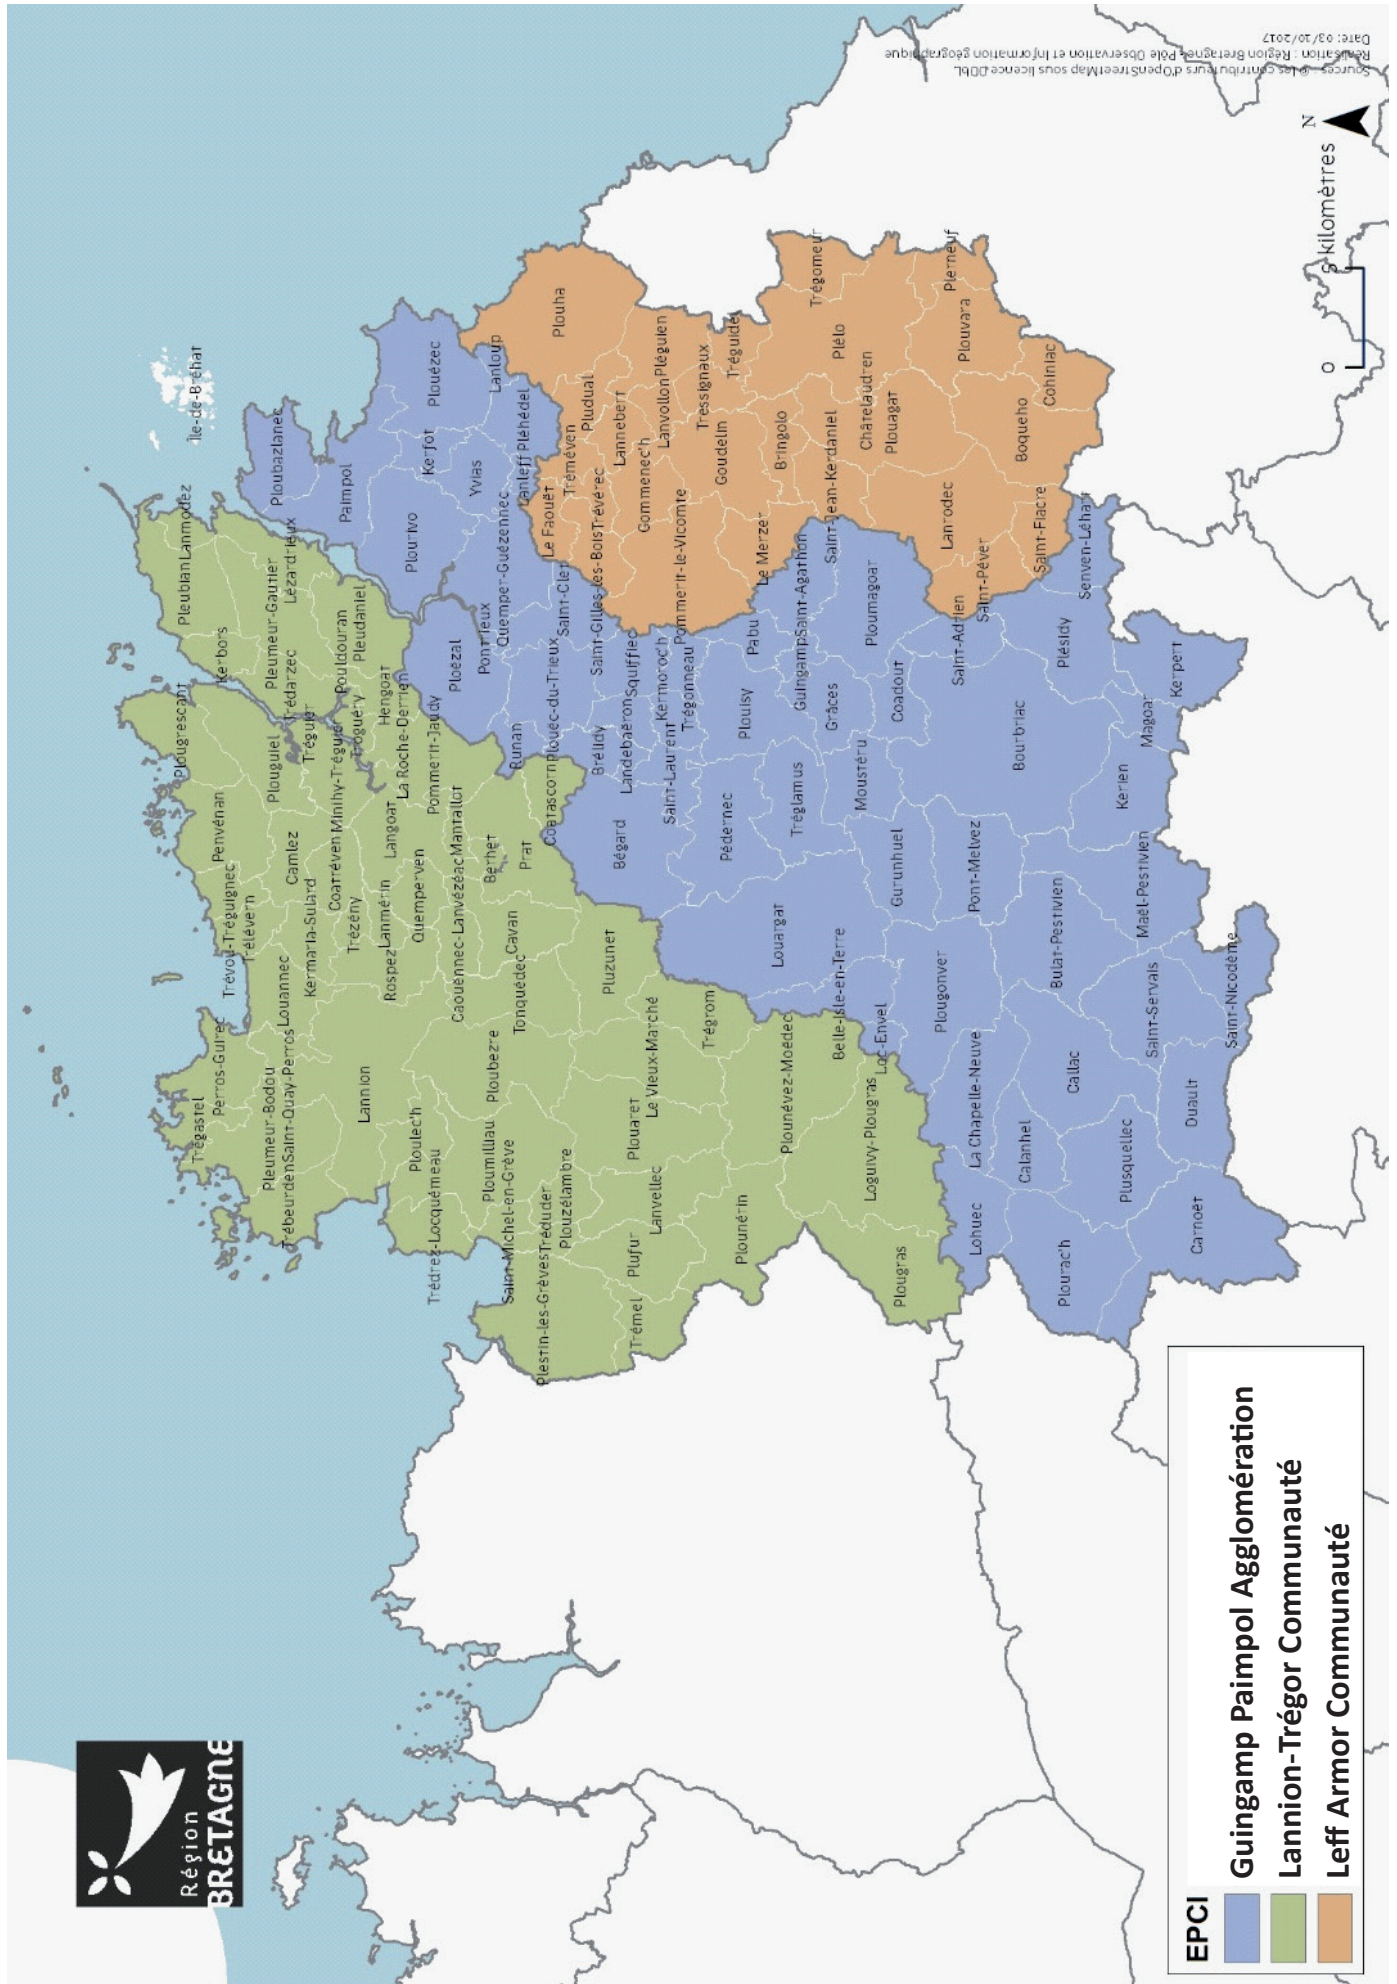 Région
BRETAGNE
Île-de-Bréhat
Ploubazlanec
Paimpol
Plouézec
Kerfot
Plourivo
Yvias
Lanloup
Pléhédel
Lanleff
Quemper-Guézennec
Plouha
Pludual
Tréméven
Le Faouët
Lannebert
Trévérec
Saint-Gilles-les-Bois
Saint-Clet
Gommenec'h
Lanvollon
Pléguien
Tressignaux
Tréguidel
Goudelin
Pommerit-le-Vicomte
Bringolo
Le Merzer
Trégomeur
Plélo
Saint-Jean-Kerdaniel
Châtelaudren
Plouagat
Plerneuf
Plouvara
Lanrodec
Boqueho
Cohiniac
Saint-Fiacre
Saint-Péver
Senven-Léhart
Lanmodez
Pleubian
Lézardrieux
Pleumeur-Gautier
Kerbors
Trédarzec
Pouldouran
Pleudaniel
Hengoat
Troguéry
La Roche-Derrien
Pommerit-Jaudy
Ploëzal
Pontrieux
Runan
Plouëc-du-Trieux
Plougrescant
Plouguiel
Tréguier
Minihy-Tréguier
Penvénan
Camlez
Coatréven
Kermaria-Sulard
Trévou-Tréguignec
Trélévern
Trézény
Lanmérin
Langoat
Rospez
Quemperven
Mantallot
Caouënnec-Lanvézéac
Berhet
Prat
Coatascorn
Cavan
Tonquédec
Pluzunet
Louannec
Perros-Guirec
Saint-Quay-Perros
Trégastel
Pleumeur-Bodou
Trébeurden
Lannion
Ploulec'h
Ploubezre
Trédrez-Locquémeau
Ploumilliau
Saint-Michel-en-Grève
Tréduder
Plestin-les-Grèves
Plouzélambre
Plouaret
Le Vieux-Marché
Trégrom
Lanvellec
Plufur
Trémel
Plounérin
Plounévez-Moëdec
Loguivy-Plougras
Plougras
Brélidy
Landebaëron
Squiffiec
Kermoroc'h
Saint-Laurent
Trégonneau
Bégard
Pédernec
Plouisy
Pabu
Saint-Agathon
Guingamp
Grâces
Ploumagoar
Tréglamus
Moustéru
Coadout
Saint-Adrien
Plésidy
Bourbriac
Louargat
Belle-Isle-en-Terre
Loc-Envel
Gurunhuel
Plougonver
Pont-Melvez
Kerien
Magoar
Kerpert
Bulat-Pestivien
Maël-Pestivien
Saint-Servais
Saint-Nicodème
La Chapelle-Neuve
Callac
Calanhel
Plusquellec
Duault
Lohuec
Plourac'h
Carnoët
EPCI
Guingamp Paimpol Agglomération
Lannion-Trégor Communauté
Leff Armor Communauté
0 9 kilomètres
N
Sources : © les contributeurs d'OpenStreetMap sous licence ODbL
Réalisation : Région Bretagne - Pôle Observation et Information géographique
Date: 03/10/2017